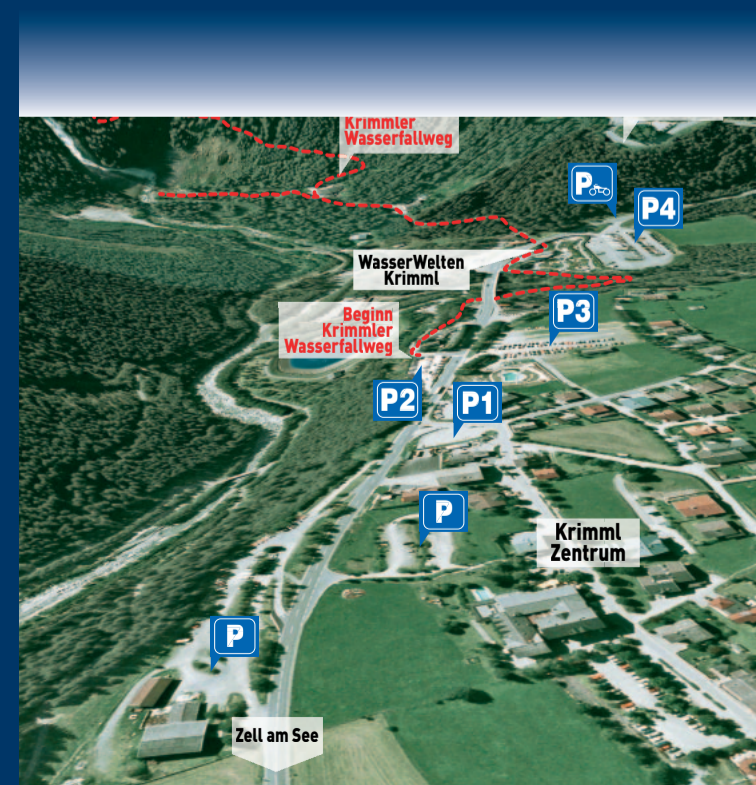 Krimmler
Wasserfallweg
P
P4
WasserWelten
Krimml
Beginn
Krimmler
Wasserfallweg
P3
P2
P1
P
Krimml
Zentrum
P
Zell am See